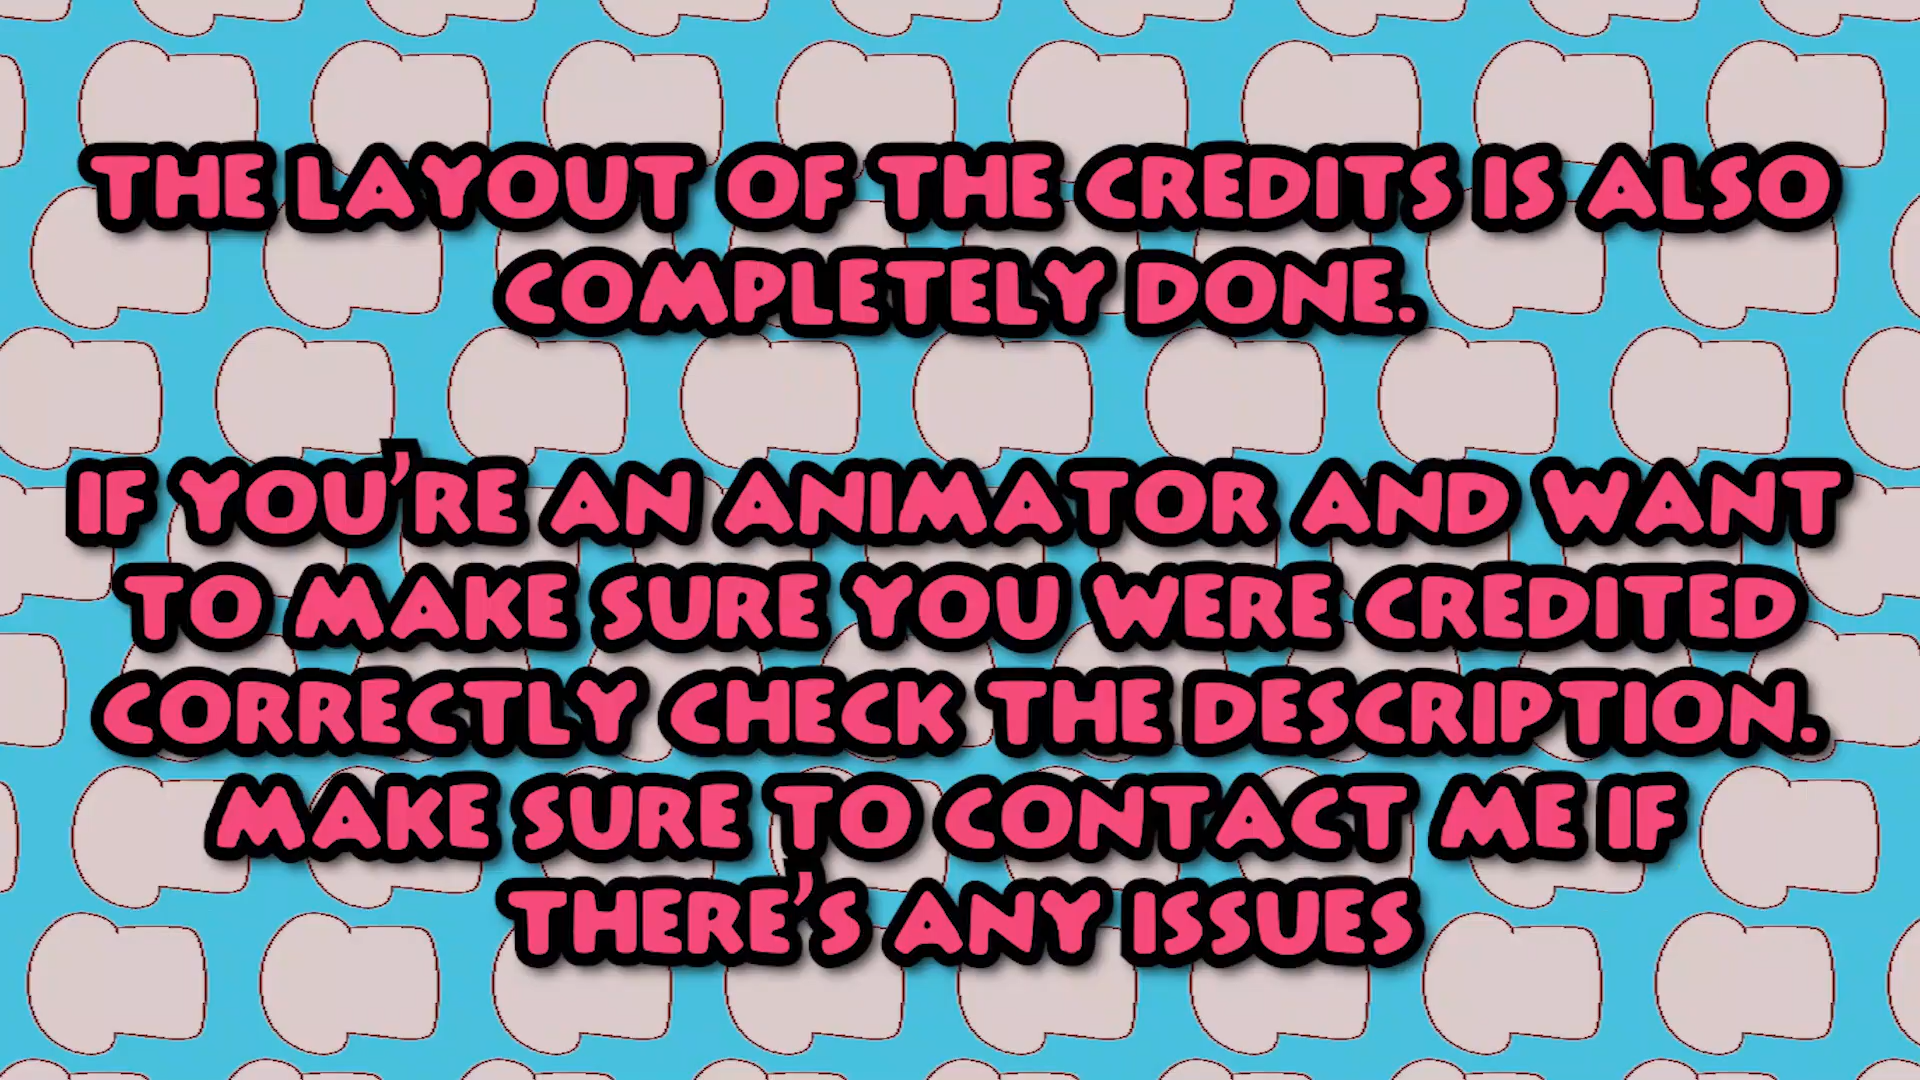 THE LAYOUT OF THE CREDITS IS ALSO
COMPLETELY DONE.
IF YOU'RE AN ANIMATOR AND WANT
TO MAKE SURE YOU WERE CREDITED
CORRECTLY CHECK THE DESCRIPTION.
MAKE SURE TO CONTACT ME IF
THERE'S ANY ISSUES